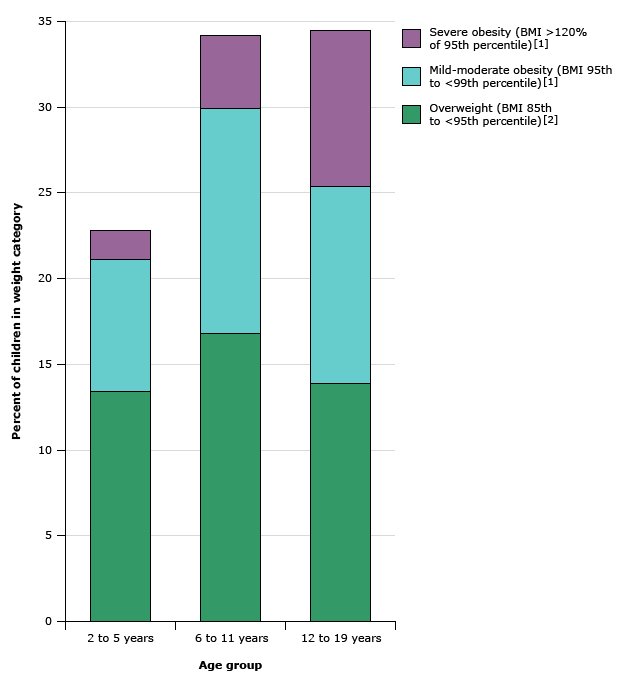 35
30
25
20
15
10
5
0
Percent of children in weight category
2 to 5 years
6 to 11 years
12 to 19 years
Age group
Severe obesity (BMI >120%
of 95th percentile)[1]
Mild-moderate obesity (BMI 95th
to <99th percentile)[1]
Overweight (BMI 85th
to <95th percentile)[2]